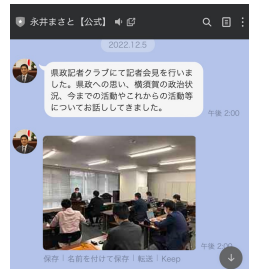 永井まさと【公式】
2022.12.5
県政記者クラブにて記者会見を行いま
した。県政への思い、横須賀の政治状
況、今までの活動やこれからの活動等
についてお話ししてきました。
午後 2:00
午後 2:00
保存｜名前を付けて保存｜転送｜Keep